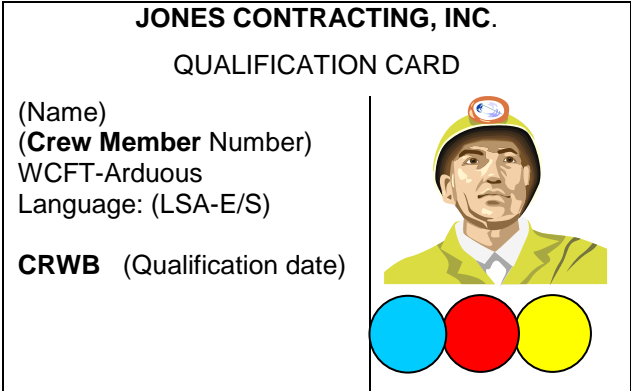 JONES CONTRACTING, INC.
QUALIFICATION CARD
(Name)
(Crew Member Number)
WCFT-Arduous
Language: (LSA-E/S)
CRWB (Qualification date)